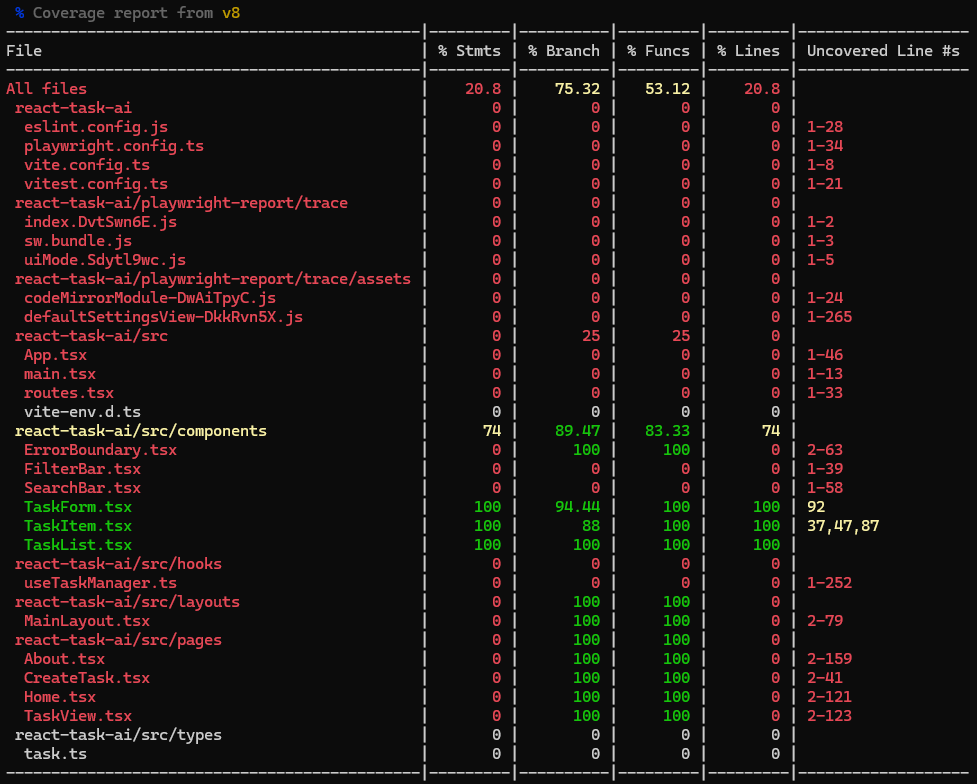 % Coverage report from v8
File | % Stmts | % Branch | % Funcs | % Lines | Uncovered Line #s
All files | 20.8 | 75.32 | 53.12 | 20.8 |
react-task-ai | 0 | 0 | 0 | 0 |
eslint.config.js | 0 | 0 | 0 | 0 | 1-28
playwright.config.ts | 0 | 0 | 0 | 0 | 1-34
vite.config.ts | 0 | 0 | 0 | 0 | 1-8
vitest.config.ts | 0 | 0 | 0 | 0 | 1-21
react-task-ai/playwright-report/trace | 0 | 0 | 0 | 0 |
index.DvtSwn6E.js | 0 | 0 | 0 | 0 | 1-2
sw.bundle.js | 0 | 0 | 0 | 0 | 1-3
uiMode.Sdytl9wc.js | 0 | 0 | 0 | 0 | 1-5
react-task-ai/playwright-report/trace/assets | 0 | 0 | 0 | 0 |
codeMirrorModule-DwAiTpyC.js | 0 | 0 | 0 | 0 | 1-24
defaultSettingsView-DkkRvn5X.js | 0 | 0 | 0 | 0 | 1-265
react-task-ai/src | 0 | 25 | 25 | 0 |
App.tsx | 0 | 0 | 0 | 0 | 1-46
main.tsx | 0 | 0 | 0 | 0 | 1-13
routes.tsx | 0 | 0 | 0 | 0 | 1-33
vite-env.d.ts | 0 | 0 | 0 | 0 |
react-task-ai/src/components | 74 | 89.47 | 83.33 | 74 |
ErrorBoundary.tsx | 0 | 100 | 100 | 0 | 2-63
FilterBar.tsx | 0 | 0 | 0 | 0 | 1-39
SearchBar.tsx | 0 | 0 | 0 | 0 | 1-58
TaskForm.tsx | 100 | 94.44 | 100 | 100 | 92
TaskItem.tsx | 100 | 88 | 100 | 100 | 37,47,87
TaskList.tsx | 100 | 100 | 100 | 100 |
react-task-ai/src/hooks | 0 | 0 | 0 | 0 |
useTaskManager.ts | 0 | 0 | 0 | 0 | 1-252
react-task-ai/src/layouts | 0 | 100 | 100 | 0 |
MainLayout.tsx | 0 | 100 | 100 | 0 | 2-79
react-task-ai/src/pages | 0 | 100 | 100 | 0 |
About.tsx | 0 | 100 | 100 | 0 | 2-159
CreateTask.tsx | 0 | 100 | 100 | 0 | 2-41
Home.tsx | 0 | 100 | 100 | 0 | 2-121
TaskView.tsx | 0 | 100 | 100 | 0 | 2-123
react-task-ai/src/types | 0 | 0 | 0 | 0 |
task.ts | 0 | 0 | 0 | 0 |